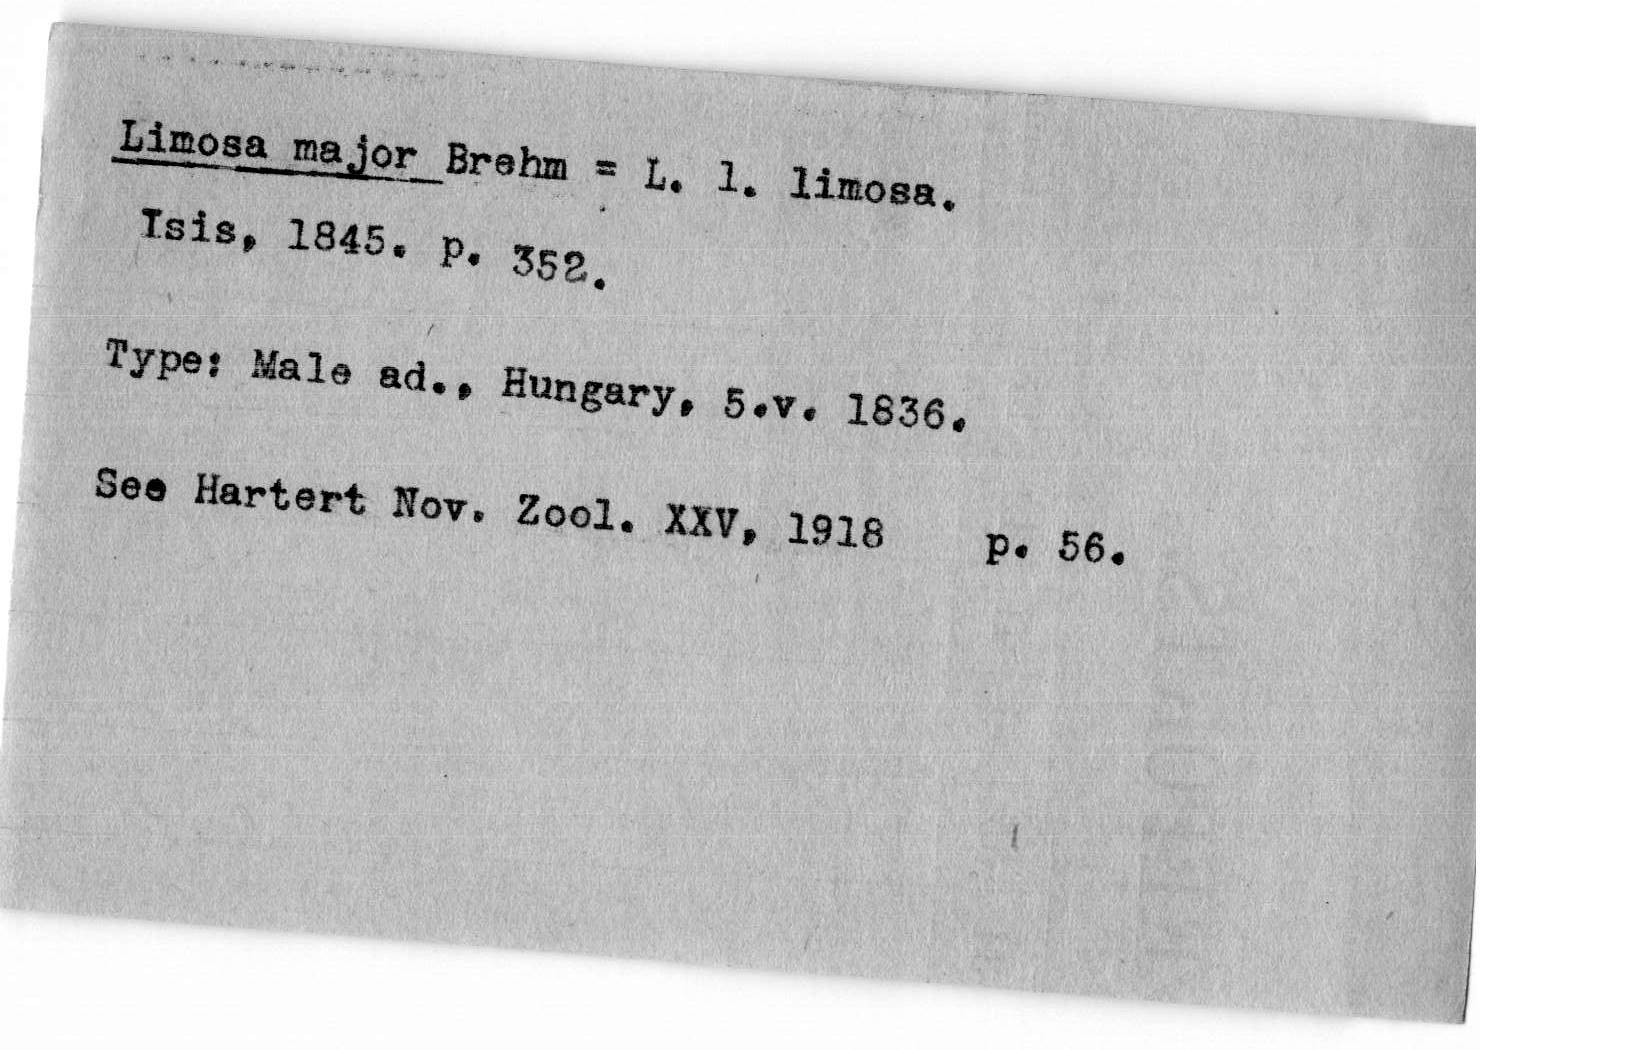 Limosa major Brehm = L. l. limosa.
Isis, 1845. p. 352.
Type: Male ad., Hungary, 5.v. 1836.
See Hartert Nov. Zool. XXV, 1918 p. 56.